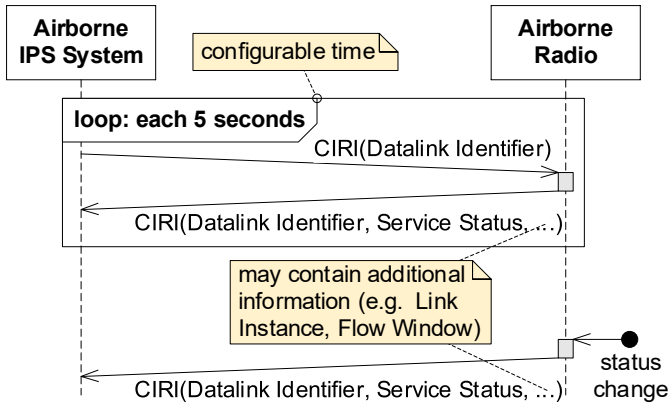 Airborne
IPS System
configurable time
Airborne
Radio
loop: each 5 seconds
CIRI(Datalink Identifier)
CIRI(Datalink Identifier, Service Status, ...)
may contain additional
information (e.g. Link
Instance, Flow Window)
status
change
CIRI(Datalink Identifier, Service Status, ...)